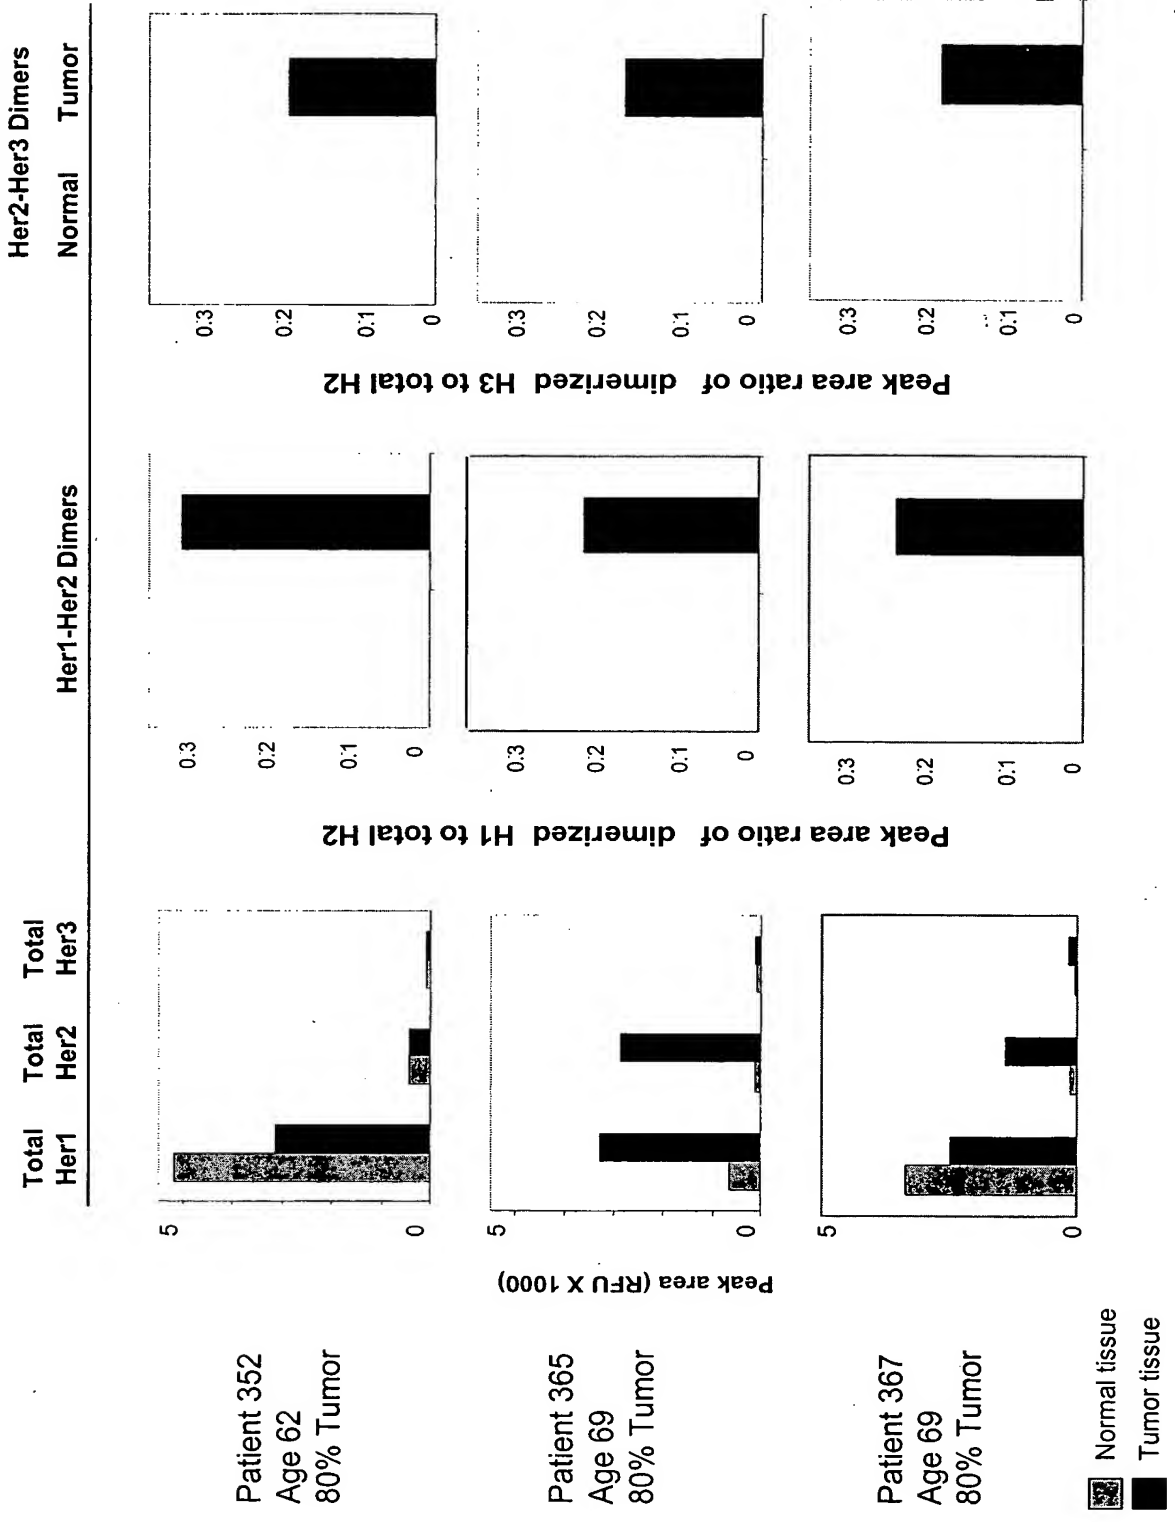 Her2-Her3 Dimers
Normal Tumor
Her1-Her2 Dimers
Total Total Total
Her1 Her2 Her3
Patient 352
Age 62
80% Tumor
5
0
0.3
0.2
0.1
0
0.3
0.2
0.1
0
Patient 365
Age 69
80% Tumor
Peak area (RFU X 1000)
5
0
Peak area ratio of dimerized H1 to total H2
0.3
0.2
0.1
0
Peak area ratio of dimerized H3 to total H2
0.3
0.2
0.1
0
Patient 367
Age 69
80% Tumor
5
0
0.3
0.2
0.1
0
0.3
0.2
0.1
0
Normal tissue
Tumor tissue